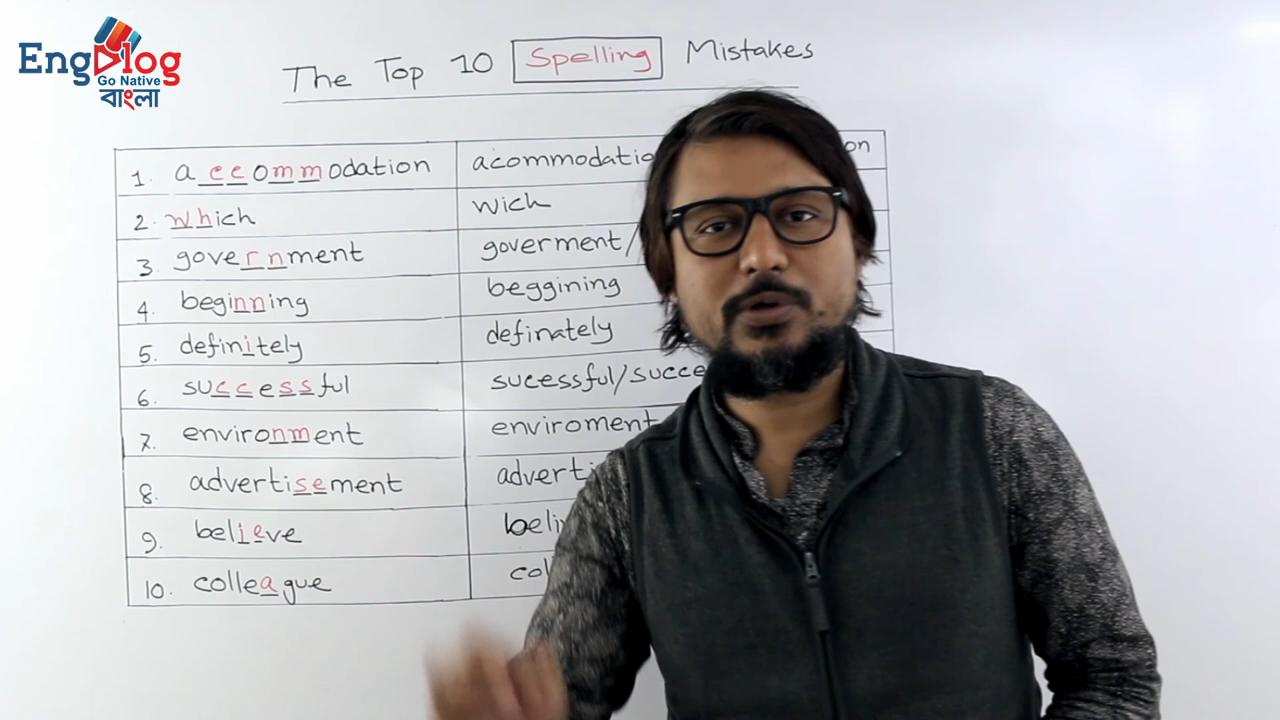 EngBlog
Go Native
বাংলা
The Top 10 Spelling Mistakes
1. accommodation acommodatio on
2. which wich
3. government goverment/
4. beginning beggining
5. definitely definately
6. successful sucessful/succe
7. environment enviroment
8. advertisement adverti
9. believe beli
10. colleague col